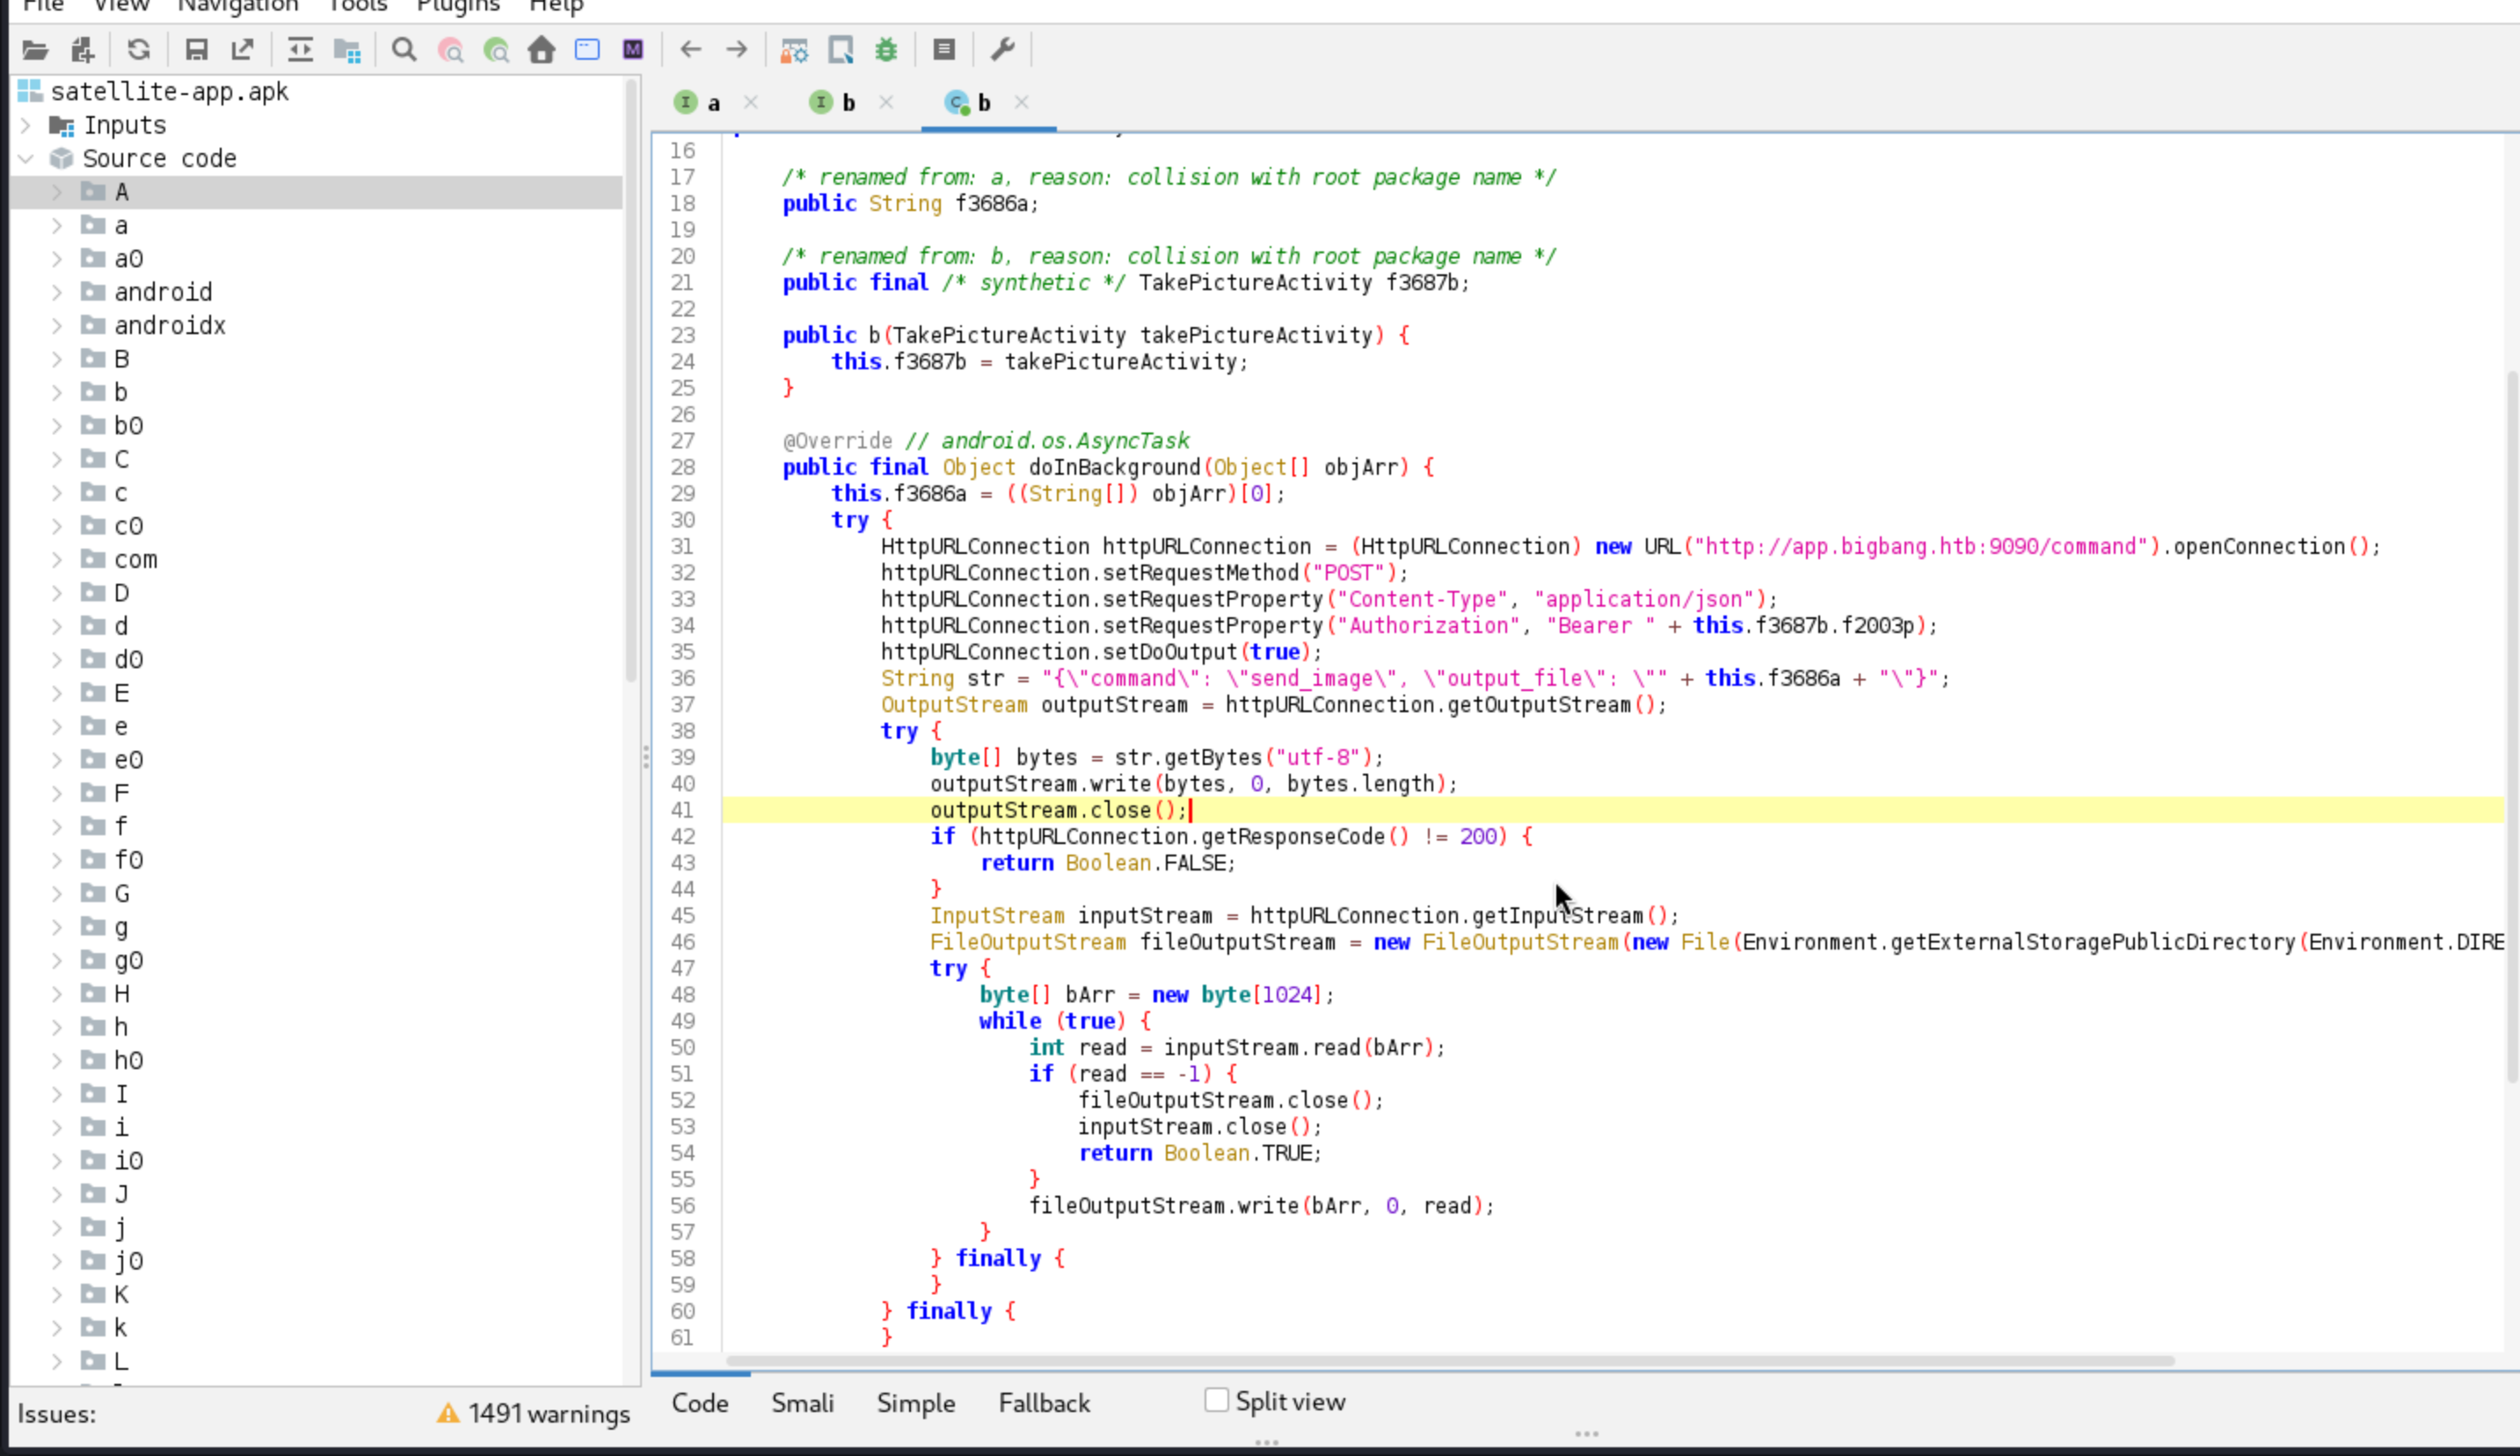 File View Navigation Tools Plugins Help
satellite-app.apk
Inputs
Source code
A
a
a0
android
androidx
B
b
b0
C
c
c0
com
D
d
d0
E
e
e0
F
f
f0
G
g
g0
H
h
h0
I
i
i0
J
j
j0
K
k
L
Issues: 1491 warnings
a b b
16
17 /* renamed from: a, reason: collision with root package name */
18 public String f3686a;
19
20 /* renamed from: b, reason: collision with root package name */
21 public final /* synthetic */ TakePictureActivity f3687b;
22
23 public b(TakePictureActivity takePictureActivity) {
24 this.f3687b = takePictureActivity;
25 }
26
27 @Override // android.os.AsyncTask
28 public final Object doInBackground(Object[] objArr) {
29 this.f3686a = ((String[]) objArr)[0];
30 try {
31 HttpURLConnection httpURLConnection = (HttpURLConnection) new URL("http://app.bigbang.htb:9090/command").openConnection();
32 httpURLConnection.setRequestMethod("POST");
33 httpURLConnection.setRequestProperty("Content-Type", "application/json");
34 httpURLConnection.setRequestProperty("Authorization", "Bearer " + this.f3687b.f2003p);
35 httpURLConnection.setDoOutput(true);
36 String str = "{\"command\": \"send_image\", \"output_file\": \"" + this.f3686a + "\"}";
37 OutputStream outputStream = httpURLConnection.getOutputStream();
38 try {
39 byte[] bytes = str.getBytes("utf-8");
40 outputStream.write(bytes, 0, bytes.length);
41 outputStream.close();
42 if (httpURLConnection.getResponseCode() != 200) {
43 return Boolean.FALSE;
44 }
45 InputStream inputStream = httpURLConnection.getInputStream();
46 FileOutputStream fileOutputStream = new FileOutputStream(new File(Environment.getExternalStoragePublicDirectory(Environment.DIRE
47 try {
48 byte[] bArr = new byte[1024];
49 while (true) {
50 int read = inputStream.read(bArr);
51 if (read == -1) {
52 fileOutputStream.close();
53 inputStream.close();
54 return Boolean.TRUE;
55 }
56 fileOutputStream.write(bArr, 0, read);
57 }
58 } finally {
59 }
60 } finally {
61 }
Code Smali Simple Fallback Split view